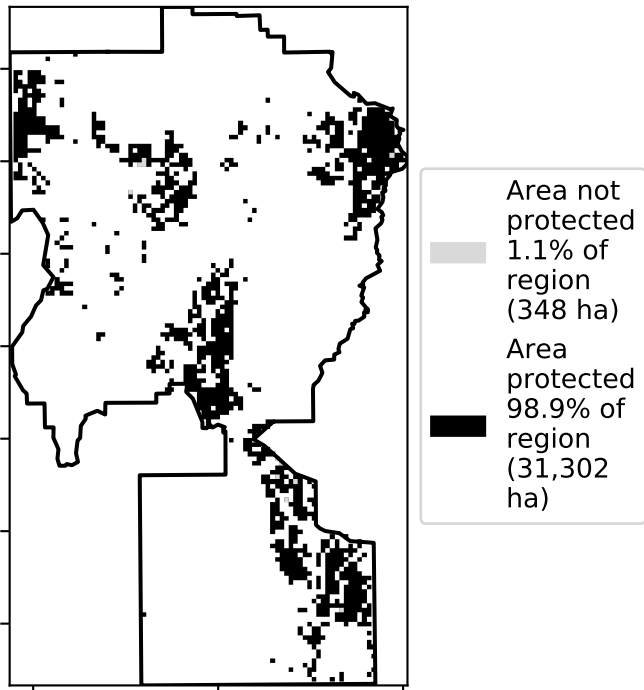 Area not
protected
1.1% of
region
(348 ha)
Area
protected
98.9% of
region
(31,302
ha)